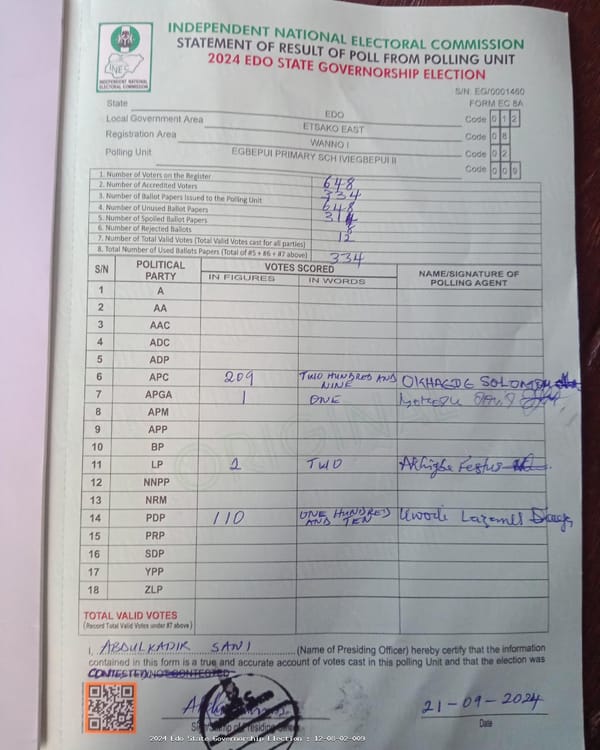 INDEPENDENT NATIONAL ELECTORAL COMMISSION
STATEMENT OF RESULT OF POLL FROM POLLING UNIT
2024 EDO STATE GOVERNORSHIP ELECTION
INEC
INDEPENDENT NATIONAL ELECTORAL COMMISSION
S/N: EG/0001460
FORM EC 8A
State EDO Code 0 1 2
Local Government Area ETSAKO EAST Code 0 8
Registration Area WANNO I Code 0 2
Polling Unit EGBEPUI PRIMARY SCH IVIEGBEPUI II Code 0 0 9
1. Number of Voters on the Register 648
2. Number of Accredited Voters 334
3. Number of Ballot Papers Issued to the Polling Unit 648
4. Number of Unused Ballot Papers 314
5. Number of Spoiled Ballot Papers
6. Number of Rejected Ballots 12
7. Number of Total Valid Votes (Total Valid Votes cast for all parties)
8. Total Number of Used Ballots Papers (Total of #5 + #6 + #7 above) 334
S/N POLITICAL PARTY VOTES SCORED NAME/SIGNATURE OF POLLING AGENT
IN FIGURES IN WORDS
1 A
2 AA
3 AAC
4 ADC
5 ADP
6 APC 209 TWO HUNDRED AND NINE SOLOMON
7 APGA 1 ONE
8 APM
9 APP
10 BP
11 LP 2 TWO Akhigbe Festus
12 NNPP
13 NRM
14 PDP 110 ONE HUNDRED AND TEN
15 PRP
16 SDP
17 YPP
18 ZLP
TOTAL VALID VOTES
(Record Total Valid Votes under #7 above)
I, ABDULKADIR SANI (Name of Presiding Officer) hereby certify that the information
contained in this form is a true and accurate account of votes cast in this polling Unit and that the election was
CONTESTED/NOT CONTESTED
21-09-2024
Signature of Presiding Officer Date
2024 Edo State Governorship Election : 12-08-02-009